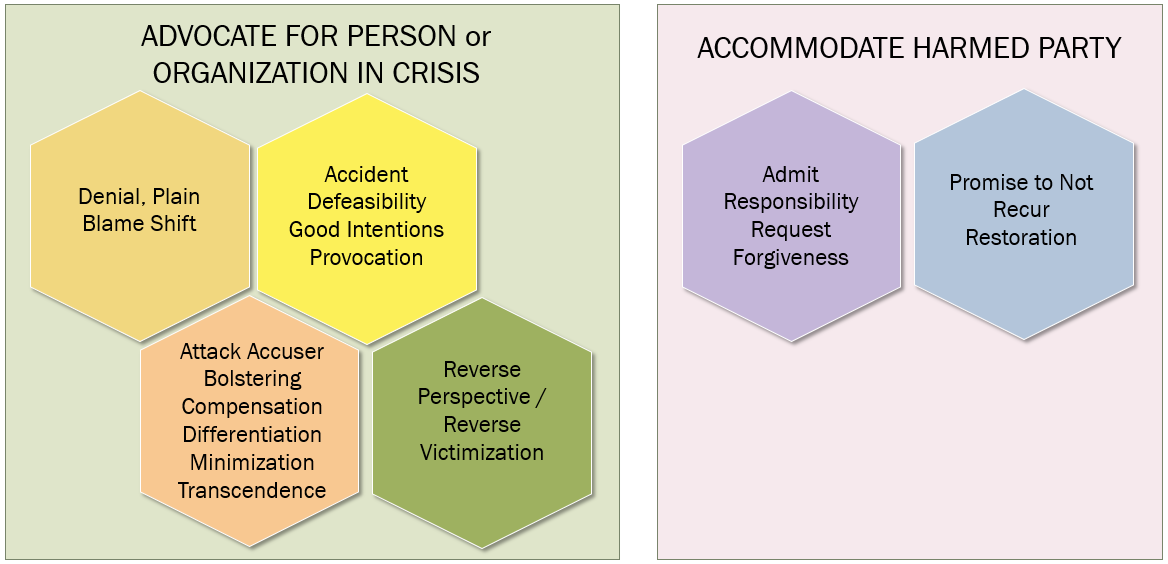 ADVOCATE FOR PERSON or
ORGANIZATION IN CRISIS
Denial, Plain
Blame Shift
Accident
Defeasibility
Good Intentions
Provocation
Attack Accuser
Bolstering
Compensation
Differentiation
Minimization
Transcendence
Reverse
Perspective /
Reverse
Victimization
ACCOMMODATE HARMED PARTY
Admit
Responsibility
Request
Forgiveness
Promise to Not
Recur
Restoration